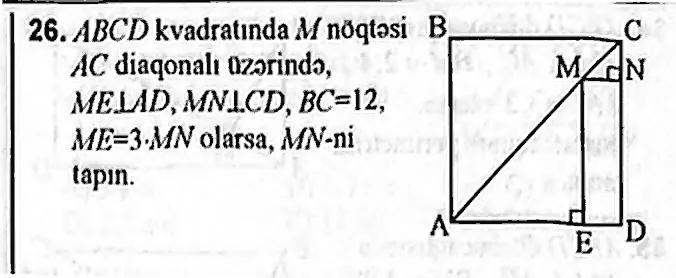 26. ABCD kvadratında M nöqtəsi
AC diaqonalı üzərində,
ME⊥AD, MN⊥CD, BC=12,
ME=3·MN olarsa, MN-ni
tapın.
B
C
M
N
A
E
D